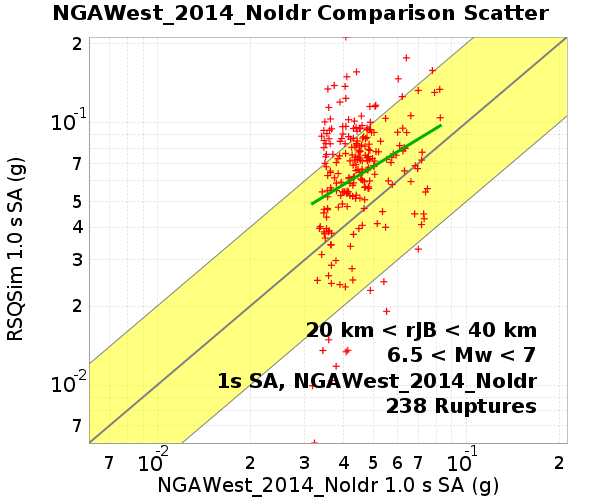 NGAWest_2014_NoIdr Comparison Scatter
2
10^-1
7
5
4
3
2
10^-2
7
RSQSim 1.0 s SA (g)
20 km < rJB < 40 km
6.5 < Mw < 7
1s SA, NGAWest_2014_NoIdr
238 Ruptures
7 10^-2 2 3 4 5 6 7 10^-1 2
NGAWest_2014_NoIdr 1.0 s SA (g)